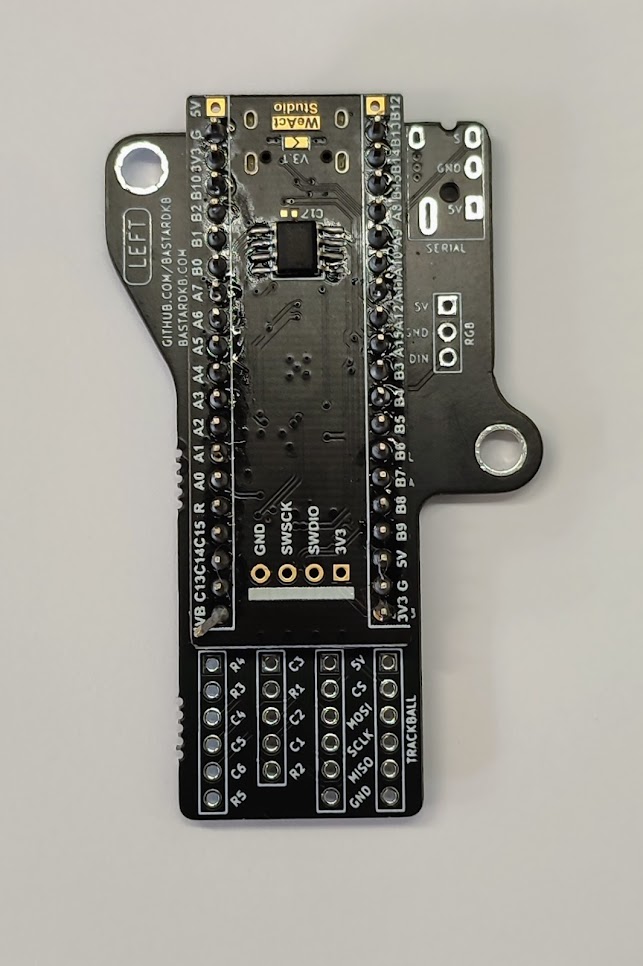 5V
G
3V3
B10
B2
B1
B0
A7
A6
A5
A4
A3
A2
A1
A0
R
C15
C14
C13
VB
WeAct
Studio
V3.1
C17
B12
B13
B14
B15
A8
A9
A10
A11
A12
A15
B3
B4
B5
B6
B7
B8
B9
5V
G
3V3
GND
SWSCK
SWDIO
3V3
LEFT
GITHUB.COM/BASTARDKB
BASTARDKB.COM
S
GND
5V
SERIAL
5V
GND
DIN
RGB
R4
R3
C4
C5
C6
R5
C3
R1
C2
C1
R2
5V
CS
MOSI
SCLK
MISO
GND
TRACKBALL